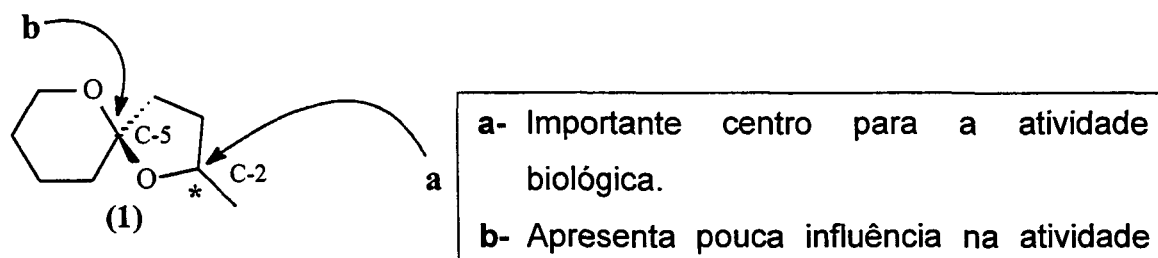 b
O
C-5
O
C-2
*
(1)
a
a- Importante centro para a atividade
biológica.
b- Apresenta pouca influência na atividade